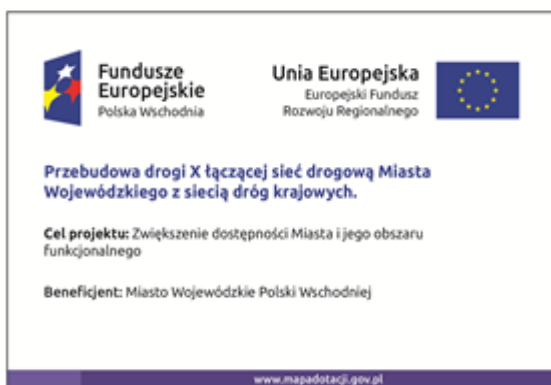 Fundusze
Europejskie
Polska Wschodnia
Unia Europejska
Europejski Fundusz
Rozwoju Regionalnego
Przebudowa drogi X łączącej sieć drogową Miasta
Wojewódzkiego z siecią dróg krajowych.
Cel projektu: Zwiększenie dostępności Miasta i jego obszaru
funkcjonalnego
Beneficjent: Miasto Wojewódzkie Polski Wschodniej
www.mapadotacji.gov.pl